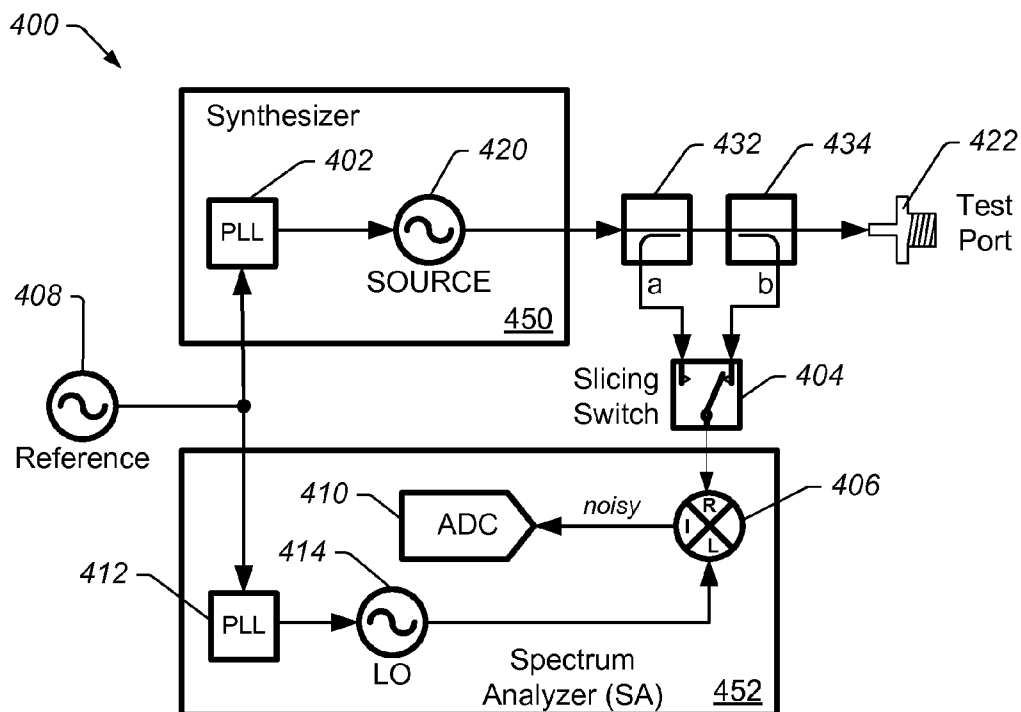 400
Synthesizer
402
420
432
434
422
PLL
SOURCE
Test
Port
a
b
450
408
Slicing
Switch
404
Reference
410
ADC
noisy
R
I
L
406
412
414
PLL
LO
Spectrum
Analyzer (SA)
452